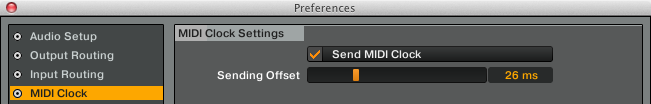 Preferences
Audio Setup
Output Routing
Input Routing
MIDI Clock
MIDI Clock Settings
Send MIDI Clock
Sending Offset 26 ms